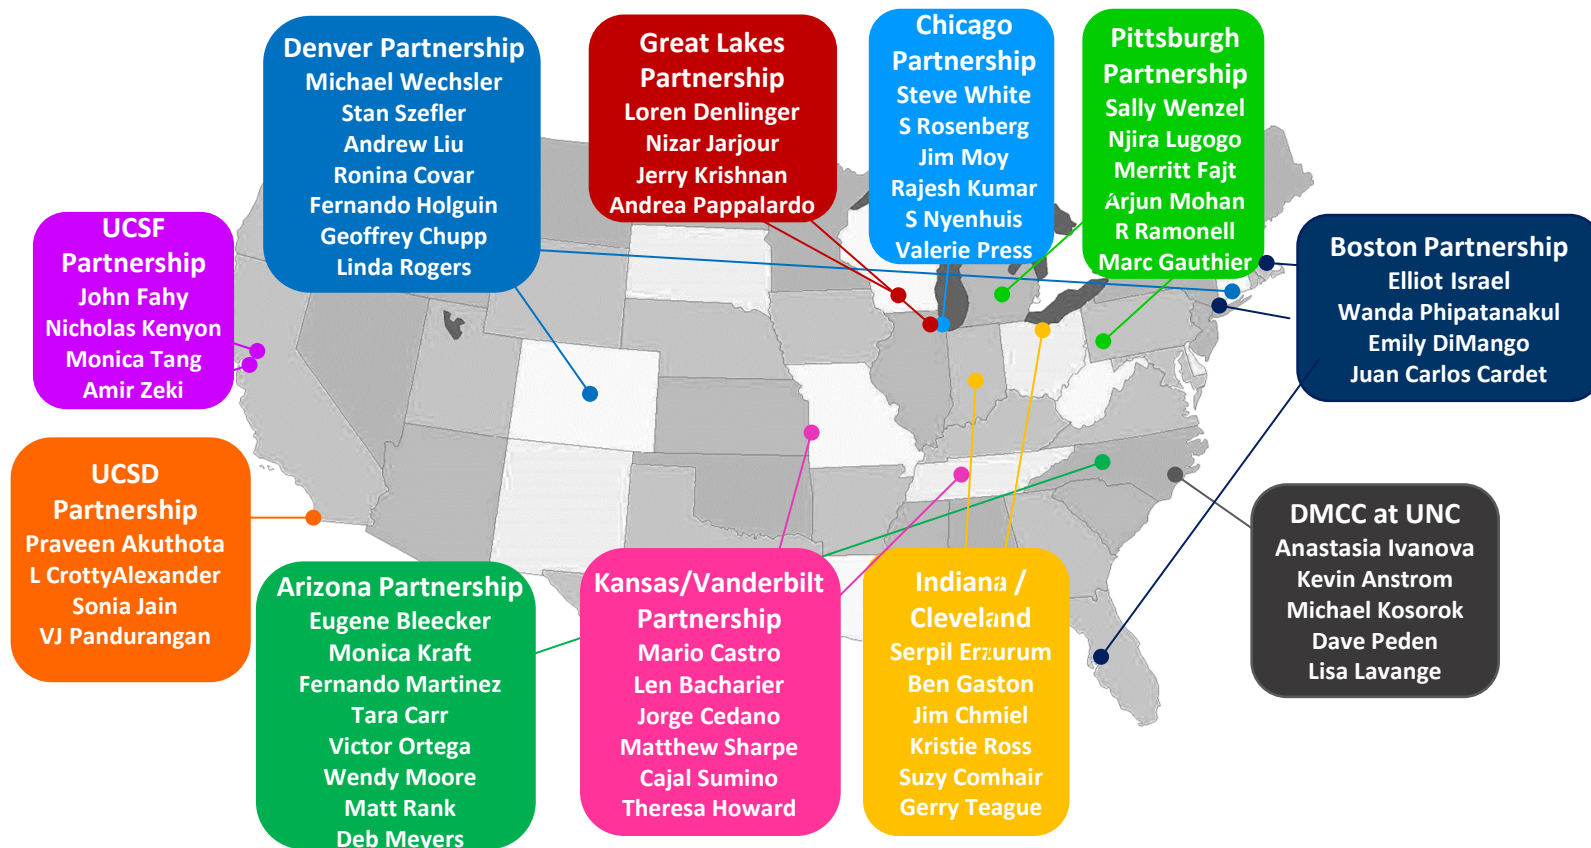 Denver Partnership
Michael Wechsler
Stan Szefler
Andrew Liu
Ronina Covar
Fernando Holguin
Geoffrey Chupp
Linda Rogers
Great Lakes
Partnership
Loren Denlinger
Nizar Jarjour
Jerry Krishnan
Andrea Pappalardo
Chicago
Partnership
Steve White
S Rosenberg
Jim Moy
Rajesh Kumar
S Nyenhuis
Valerie Press
Pittsburgh
Partnership
Sally Wenzel
Njira Lugogo
Merritt Fajt
Arjun Mohan
R Ramonell
Marc Gauthier
UCSF
Partnership
John Fahy
Nicholas Kenyon
Monica Tang
Amir Zeki
Boston Partnership
Elliot Israel
Wanda Phipatanakul
Emily DiMango
Juan Carlos Cardet
UCSD
Partnership
Praveen Akuthota
L CrottyAlexander
Sonia Jain
VJ Pandurangan
Arizona Partnership
Eugene Bleecker
Monica Kraft
Fernando Martinez
Tara Carr
Victor Ortega
Wendy Moore
Matt Rank
Deb Meyers
Kansas/Vanderbilt
Partnership
Mario Castro
Len Bacharier
Jorge Cedano
Matthew Sharpe
Cajal Sumino
Theresa Howard
Indiana /
Cleveland
Serpil Erzurum
Ben Gaston
Jim Chmiel
Kristie Ross
Suzy Comhair
Gerry Teague
DMCC at UNC
Anastasia Ivanova
Kevin Anstrom
Michael Kosorok
Dave Peden
Lisa Lavange